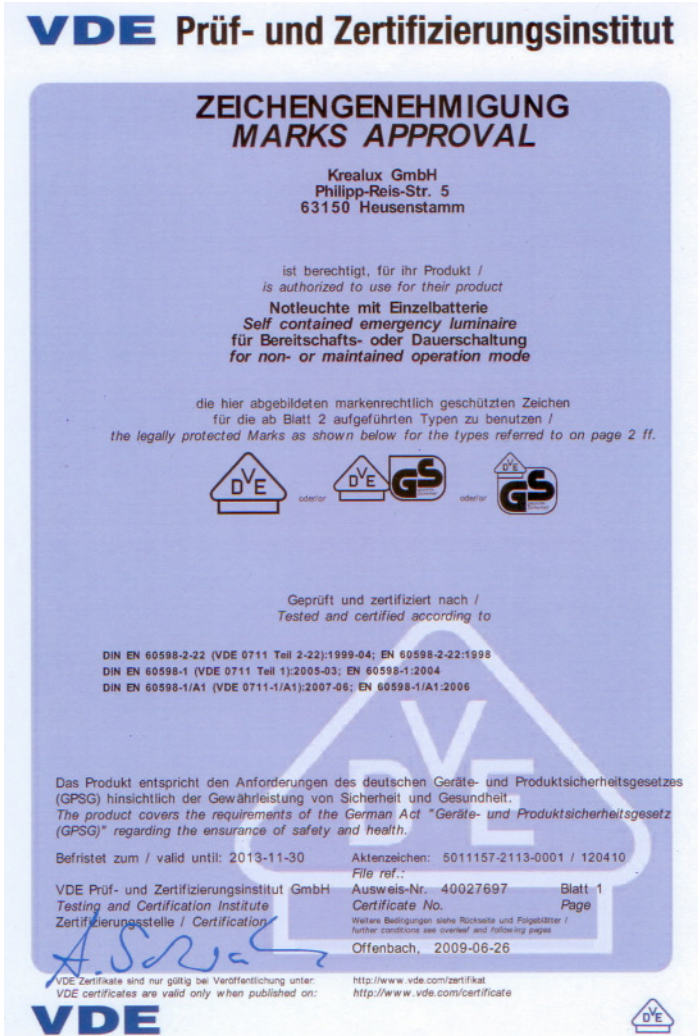 VDE Prüf- und Zertifizierungsinstitut
ZEICHENGENEHMIGUNG
MARKS APPROVAL
Krealux GmbH
Philipp-Reis-Str. 5
63150 Heusenstamm
ist berechtigt, für ihr Produkt /
is authorized to use for their product
Notleuchte mit Einzelbatterie
Self contained emergency luminaire
für Bereitschafts- oder Dauerschaltung
for non- or maintained operation mode
die hier abgebildeten markenrechtlich geschützten Zeichen
für die ab Blatt 2 aufgeführten Typen zu benutzen /
the legally protected Marks as shown below for the types referred to on page 2 ff.
DVE oder/or DVE GS oder/or DVE GS
Geprüft und zertifiziert nach /
Tested and certified according to
DIN EN 60598-2-22 (VDE 0711 Teil 2-22):1999-04; EN 60598-2-22:1998
DIN EN 60598-1 (VDE 0711 Teil 1):2005-03; EN 60598-1:2004
DIN EN 60598-1/A1 (VDE 0711-1/A1):2007-06; EN 60598-1/A1:2006
DVE
Das Produkt entspricht den Anforderungen des deutschen Geräte- und Produktsicherheitsgesetzes
(GPSG) hinsichtlich der Gewährleistung von Sicherheit und Gesundheit.
The product covers the requirements of the German Act "Geräte- und Produktsicherheitsgesetz
(GPSG)" regarding the ensurance of safety and health.
Befristet zum / valid until: 2013-11-30
Aktenzeichen: 5011157-2113-0001 / 120410
File ref.:
VDE Prüf- und Zertifizierungsinstitut GmbH
Testing and Certification Institute
Zertifizierungsstelle / Certification
Ausweis-Nr. 40027697 Blatt 1
Certificate No. Page
Weitere Bedingungen siehe Rückseite und Folgeblätter /
further conditions see overleaf and following pages
Offenbach, 2009-06-26
VDE Zertifikate sind nur gültig bei Veröffentlichung unter:
VDE certificates are valid only when published on:
http://www.vde.com/zertifikat
http://www.vde.com/certificate
VDE
DVE